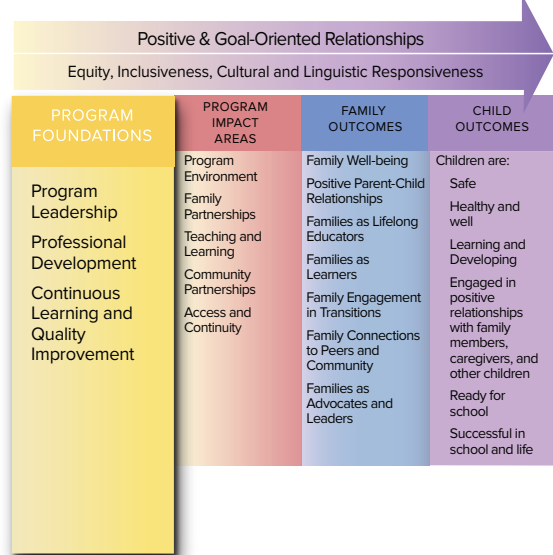 Positive & Goal-Oriented Relationships
Equity, Inclusiveness, Cultural and Linguistic Responsiveness
PROGRAM
FOUNDATIONS
Program
Leadership
Professional
Development
Continuous
Learning and
Quality
Improvement
PROGRAM
IMPACT
AREAS
Program
Environment
Family
Partnerships
Teaching and
Learning
Community
Partnerships
Access and
Continuity
FAMILY
OUTCOMES
Family Well-being
Positive Parent-Child
Relationships
Families as Lifelong
Educators
Families as
Learners
Family Engagement
in Transitions
Family Connections
to Peers and
Community
Families as
Advocates and
Leaders
CHILD
OUTCOMES
Children are:
Safe
Healthy and
well
Learning and
Developing
Engaged in
positive
relationships
with family
members,
caregivers, and
other children
Ready for
school
Successful in
school and life